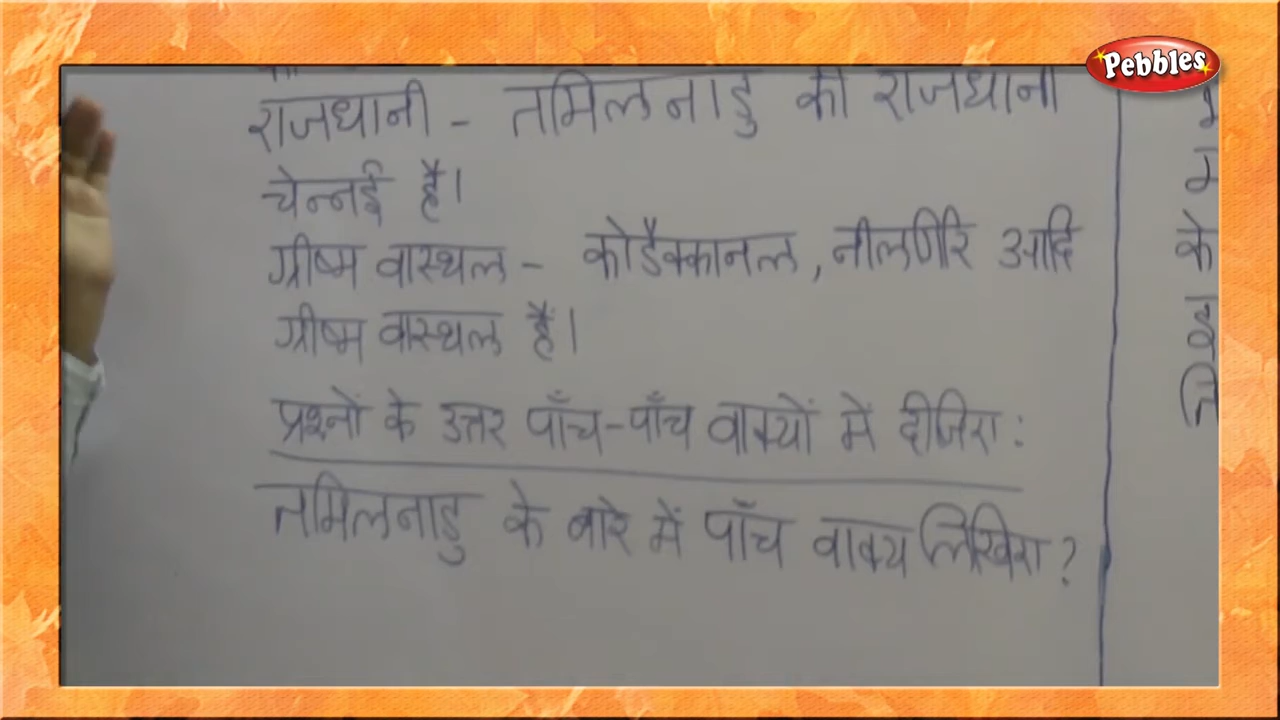 Pebbles
राजधानी - तमिलनाडु की राजधानी
चेन्नई है।
ग्रीष्म वास्थल - कोडैक्कानल, नीलगिरि आदि
ग्रीष्म वास्थल हैं।
प्रश्नों के उत्तर पाँच-पाँच वाक्यों में दीजिए :
तमिलनाडु के बारे में पाँच वाक्य लिखिए ?
के